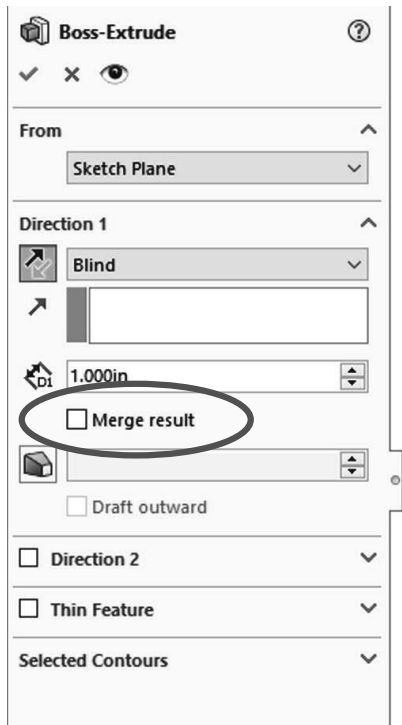 Boss-Extrude
From
Sketch Plane
Direction 1
Blind
D1 1.000in
Merge result
Draft outward
Direction 2
Thin Feature
Selected Contours